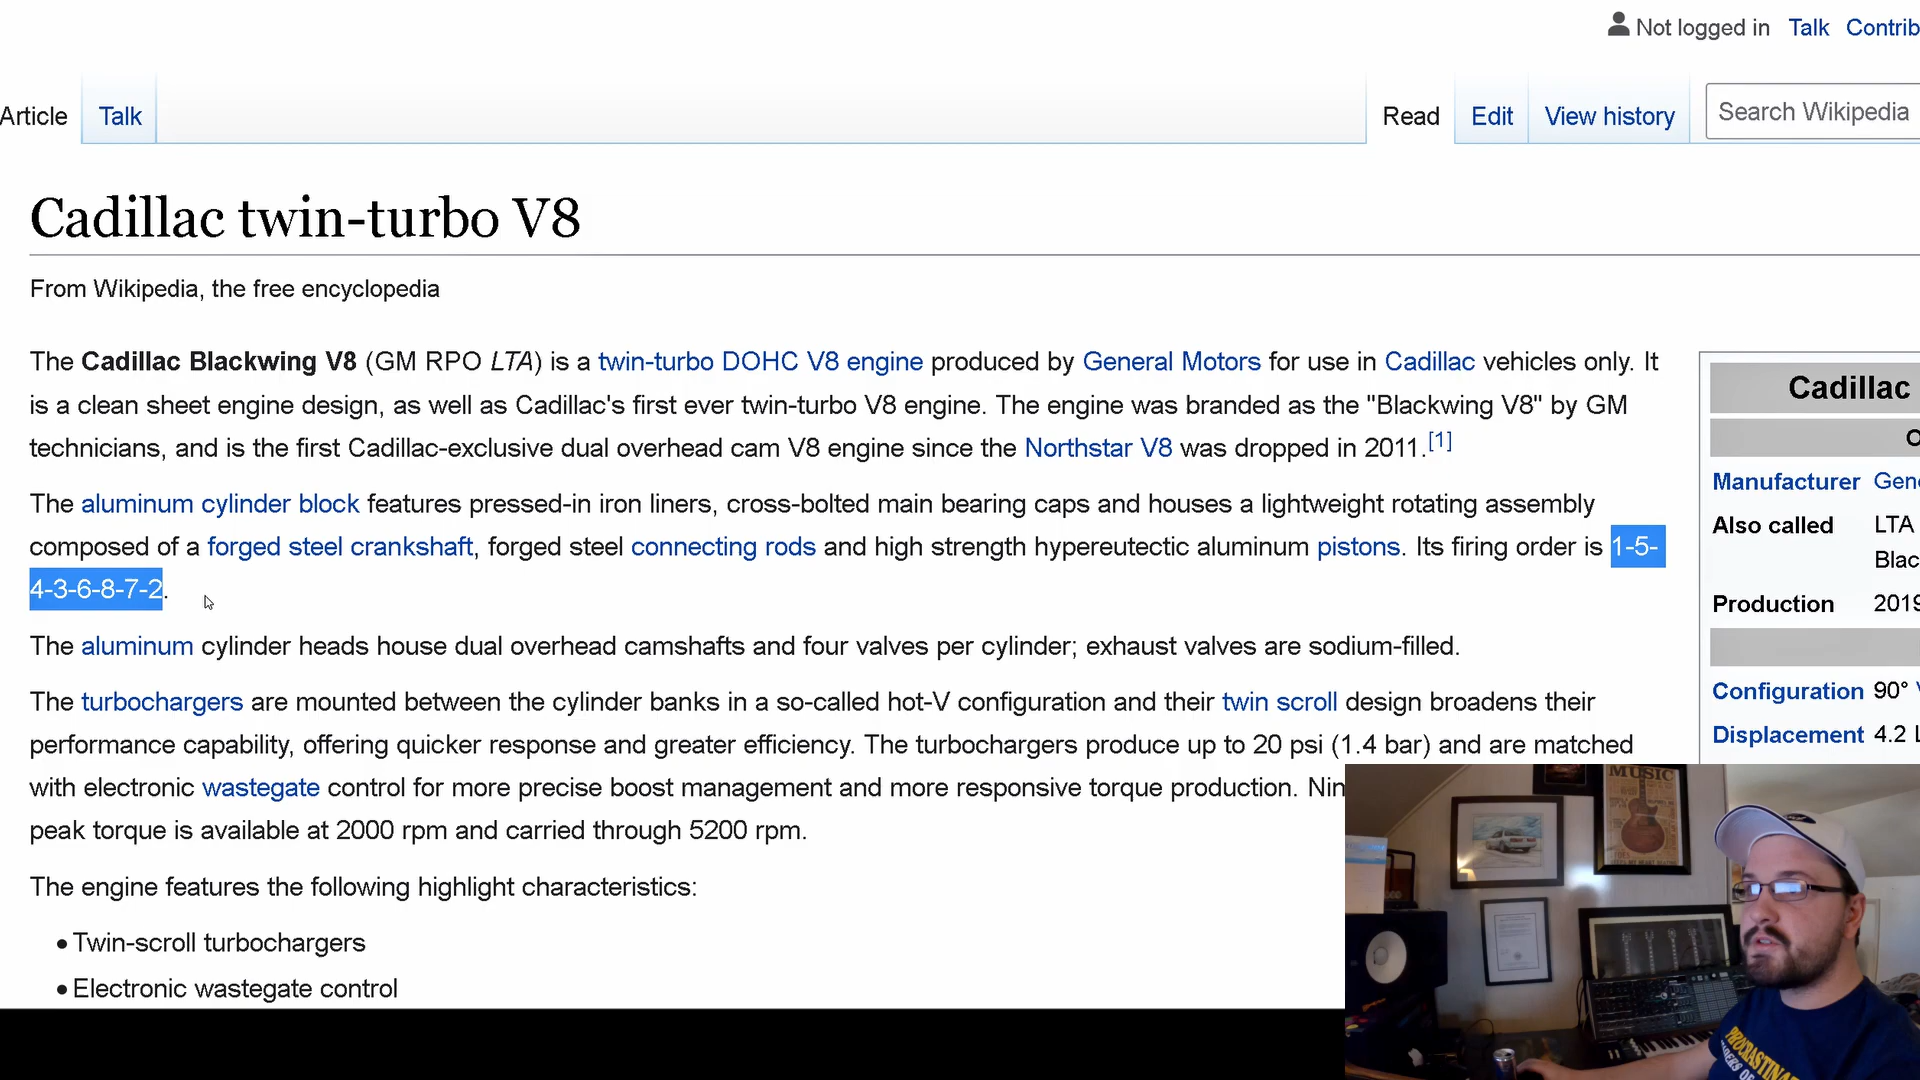 Not logged in Talk Contrib
Article Talk Read Edit View history Search Wikipedia
Cadillac twin-turbo V8
From Wikipedia, the free encyclopedia
The Cadillac Blackwing V8 (GM RPO LTA) is a twin-turbo DOHC V8 engine produced by General Motors for use in Cadillac vehicles only. It
is a clean sheet engine design, as well as Cadillac's first ever twin-turbo V8 engine. The engine was branded as the "Blackwing V8" by GM
technicians, and is the first Cadillac-exclusive dual overhead cam V8 engine since the Northstar V8 was dropped in 2011.[1]
The aluminum cylinder block features pressed-in iron liners, cross-bolted main bearing caps and houses a lightweight rotating assembly
composed of a forged steel crankshaft, forged steel connecting rods and high strength hypereutectic aluminum pistons. Its firing order is 1-5-
4-3-6-8-7-2.
The aluminum cylinder heads house dual overhead camshafts and four valves per cylinder; exhaust valves are sodium-filled.
The turbochargers are mounted between the cylinder banks in a so-called hot-V configuration and their twin scroll design broadens their
performance capability, offering quicker response and greater efficiency. The turbochargers produce up to 20 psi (1.4 bar) and are matched
with electronic wastegate control for more precise boost management and more responsive torque production. Nin
peak torque is available at 2000 rpm and carried through 5200 rpm.
The engine features the following highlight characteristics:
• Twin-scroll turbochargers
• Electronic wastegate control
Cadillac
O
Manufacturer Gene
Also called LTA
Blac
Production 2019
Configuration 90° V
Displacement 4.2 L
MUSIC